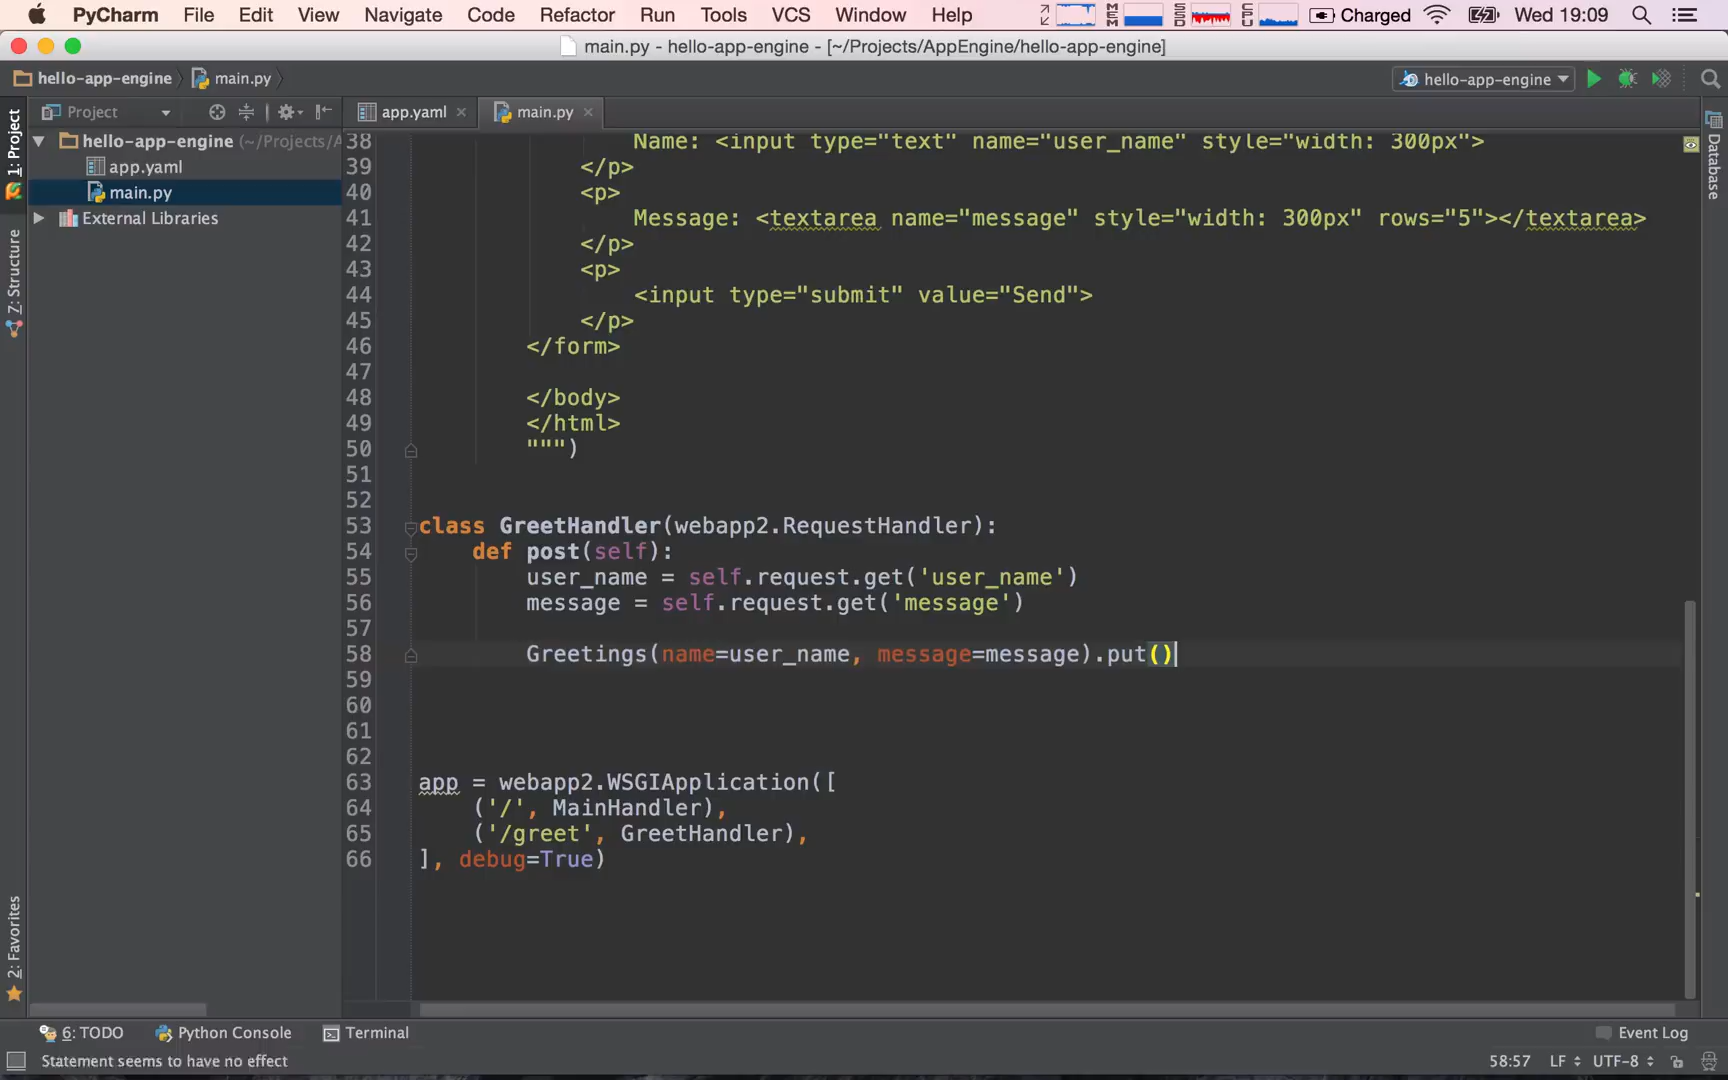 PyCharm File Edit View Navigate Code Refactor Run Tools VCS Window Help MEM SSD CPU Charged Wed 19:09
main.py - hello-app-engine - [~/Projects/AppEngine/hello-app-engine]
hello-app-engine main.py hello-app-engine
Project app.yaml main.py
hello-app-engine (~/Projects/A
app.yaml
main.py
External Libraries
1: Project
Z: Structure
2: Favorites
Database
38 Name: <input type="text" name="user_name" style="width: 300px">
39 </p>
40 <p>
41 Message: <textarea name="message" style="width: 300px" rows="5"></textarea>
42 </p>
43 <p>
44 <input type="submit" value="Send">
45 </p>
46 </form>
47
48 </body>
49 </html>
50 """)
51
52
53 class GreetHandler(webapp2.RequestHandler):
54 def post(self):
55 user_name = self.request.get('user_name')
56 message = self.request.get('message')
57
58 Greetings(name=user_name, message=message).put()
59
60
61
62
63 app = webapp2.WSGIApplication([
64 ('/', MainHandler),
65 ('/greet', GreetHandler),
66 ], debug=True)
6: TODO Python Console Terminal Event Log
Statement seems to have no effect 58:57 LF UTF-8